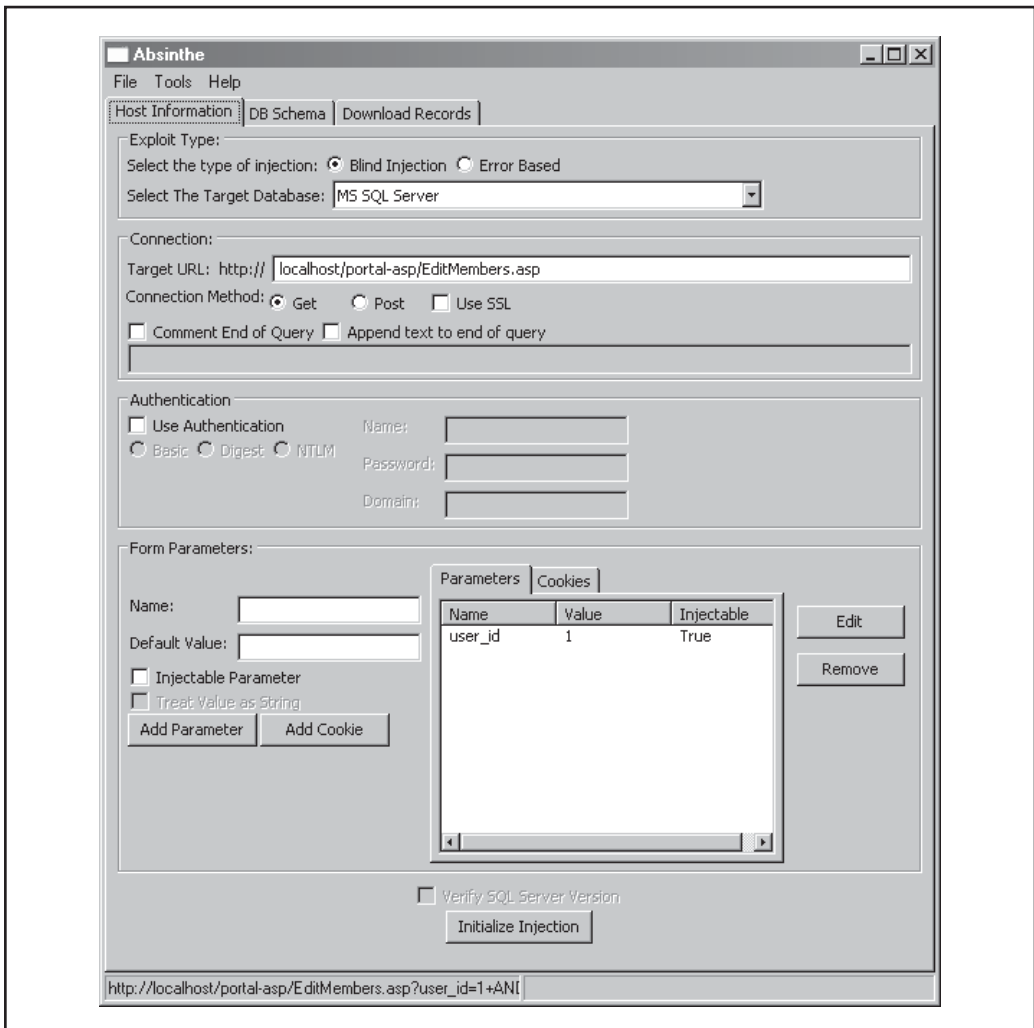 Absinthe
File Tools Help
Host Information DB Schema Download Records
Exploit Type:
Select the type of injection: Blind Injection Error Based
Select The Target Database: MS SQL Server
Connection:
Target URL: http:// localhost/portal-asp/EditMembers.asp
Connection Method: Get Post Use SSL
Comment End of Query Append text to end of query
Authentication
Use Authentication Name:
Basic Digest NTLM
Password:
Domain:
Form Parameters:
Parameters Cookies
Name: Name Value Injectable Edit
user_id 1 True
Default Value:
Injectable Parameter Remove
Treat Value as String
Add Parameter Add Cookie
Verify SQL Server Version
Initialize Injection
http://localhost/portal-asp/EditMembers.asp?user_id=1+AND